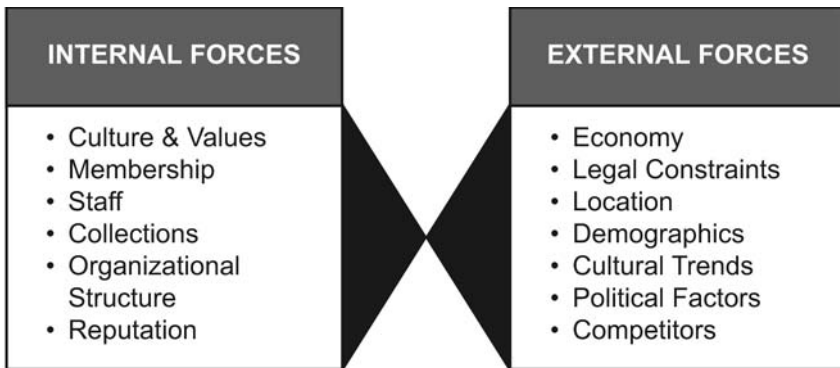 INTERNAL FORCES
• Culture & Values
• Membership
• Staff
• Collections
• Organizational
Structure
• Reputation
EXTERNAL FORCES
• Economy
• Legal Constraints
• Location
• Demographics
• Cultural Trends
• Political Factors
• Competitors